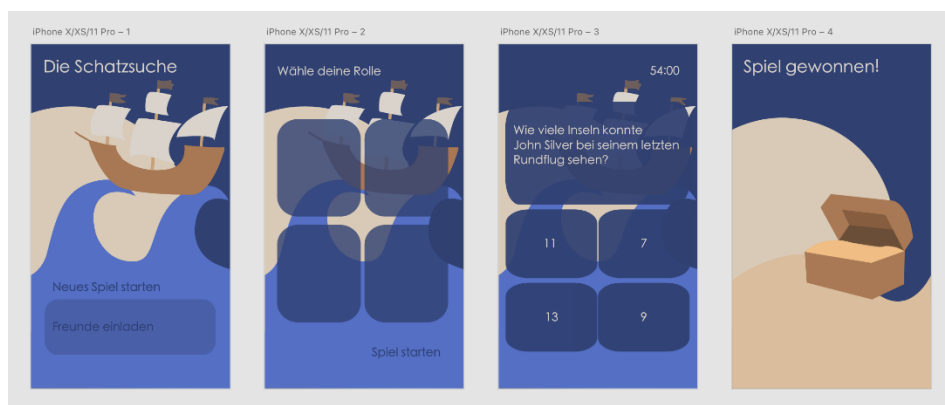 iPhone X/XS/11 Pro – 1
Die Schatzsuche
Neues Spiel starten
Freunde einladen
iPhone X/XS/11 Pro – 2
Wähle deine Rolle
Spiel starten
iPhone X/XS/11 Pro – 3
54:00
Wie viele Inseln konnte
John Silver bei seinem letzten
Rundflug sehen?
11
7
13
9
iPhone X/XS/11 Pro – 4
Spiel gewonnen!